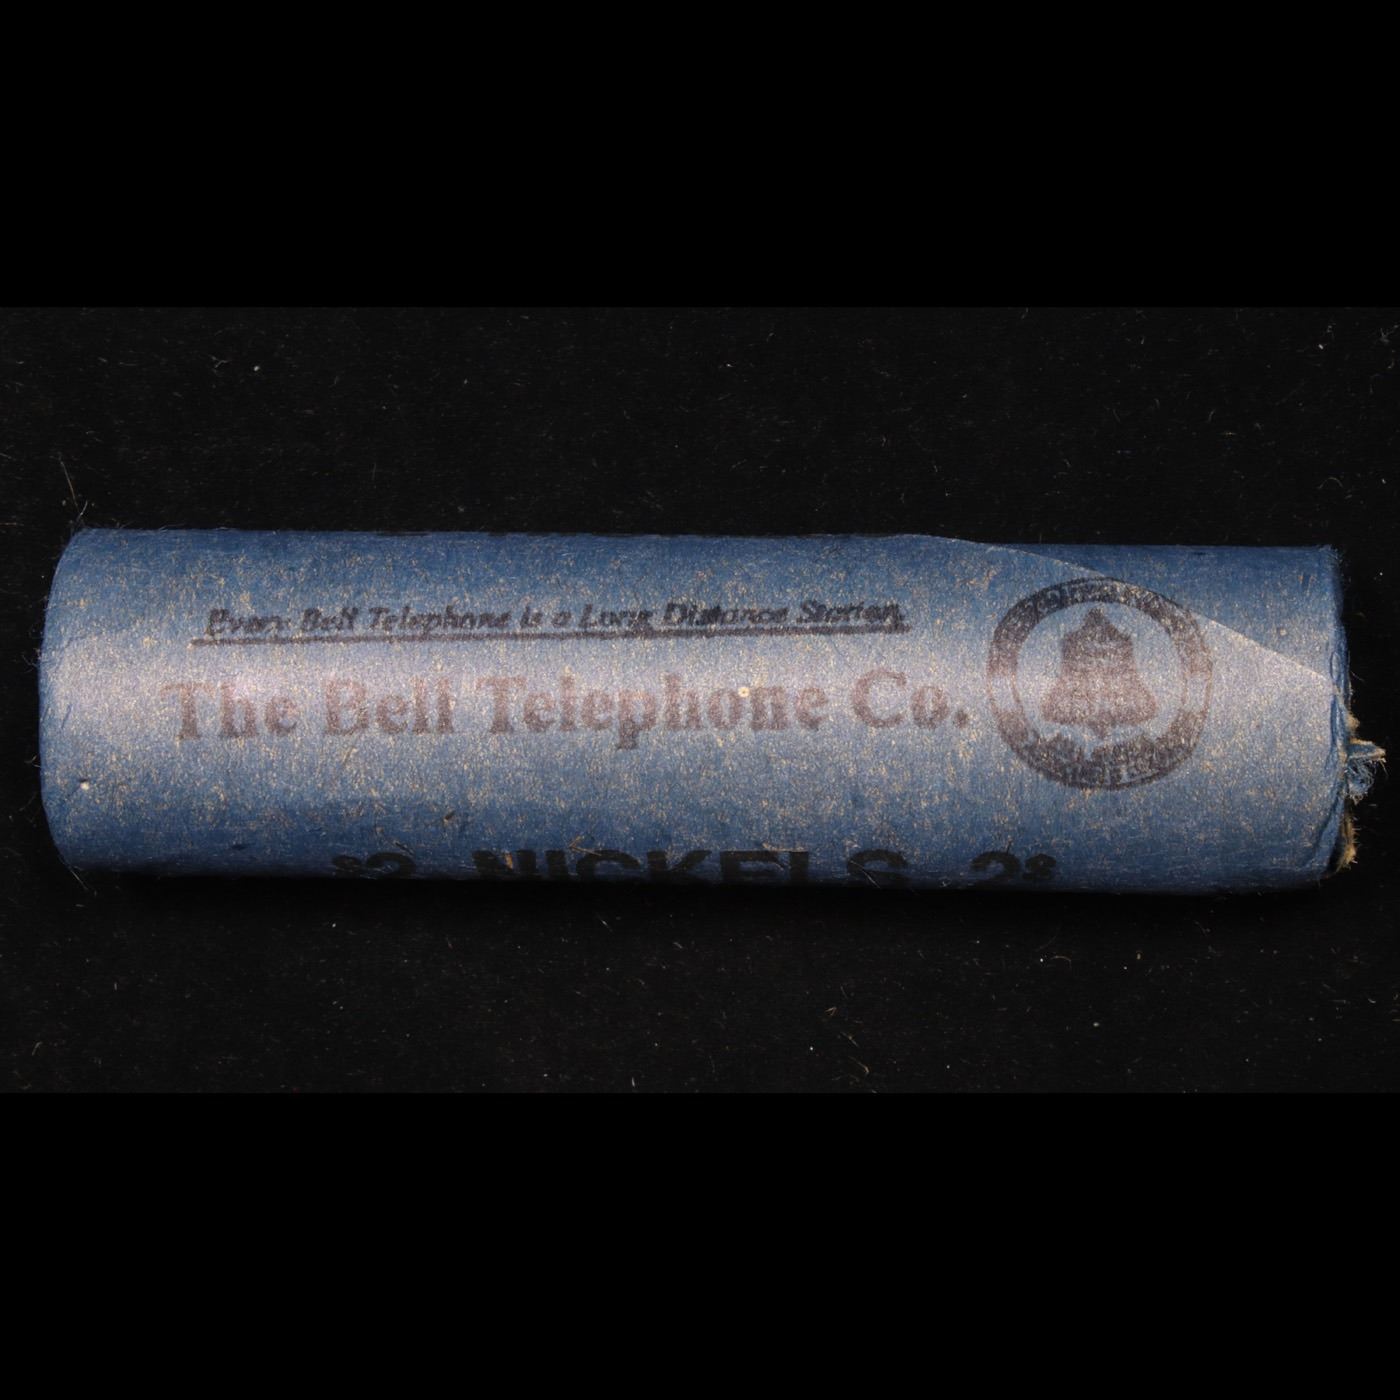 Every Bell Telephone is a Long Distance Station
The Bell Telephone Co.
$2 NICKELS 2$